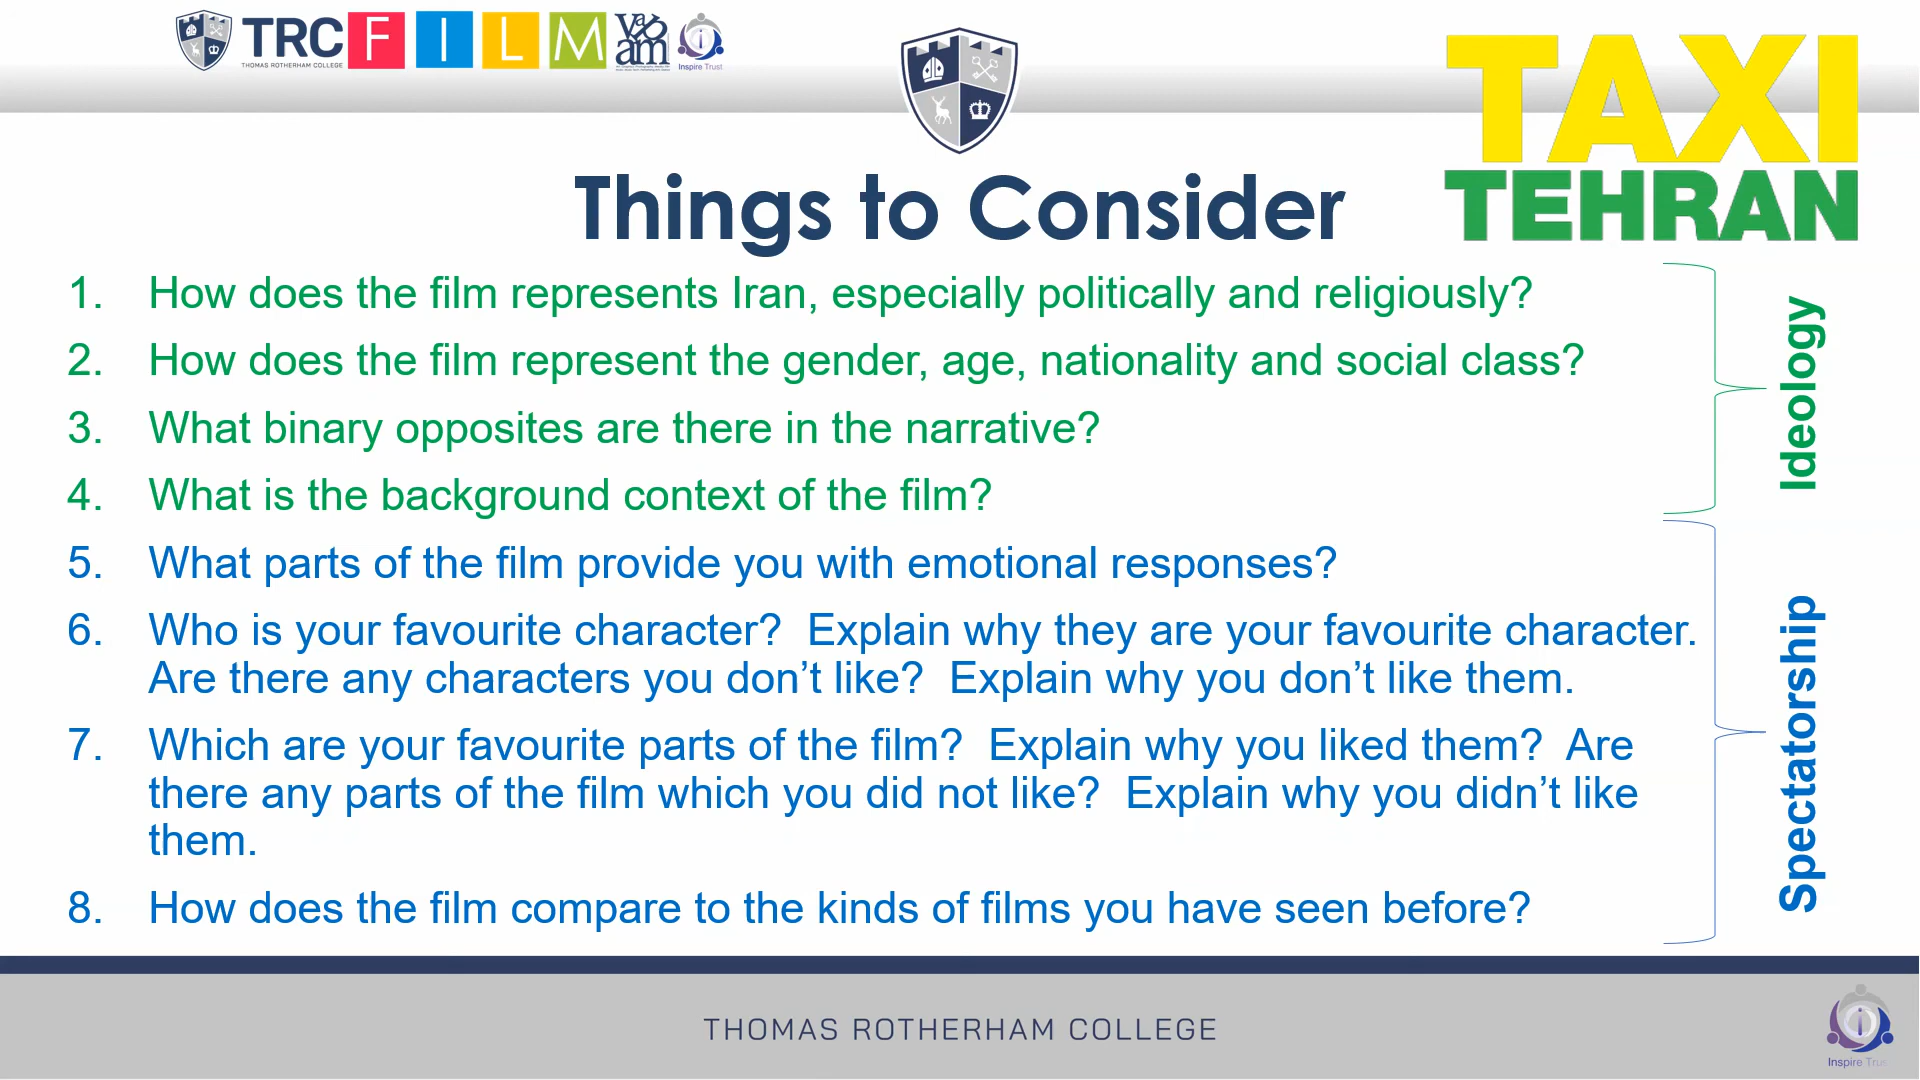 TRC FILM
THOMAS ROTHERHAM COLLEGE
Inspire Trust
TAXI
TEHRAN
Things to Consider
1. How does the film represents Iran, especially politically and religiously?
2. How does the film represent the gender, age, nationality and social class?
3. What binary opposites are there in the narrative?
4. What is the background context of the film?
Ideology
5. What parts of the film provide you with emotional responses?
6. Who is your favourite character?  Explain why they are your favourite character.
Are there any characters you don’t like?  Explain why you don’t like them.
7. Which are your favourite parts of the film?  Explain why you liked them?  Are
there any parts of the film which you did not like?  Explain why you didn’t like
them.
8. How does the film compare to the kinds of films you have seen before?
Spectatorship
THOMAS ROTHERHAM COLLEGE
Inspire Trust